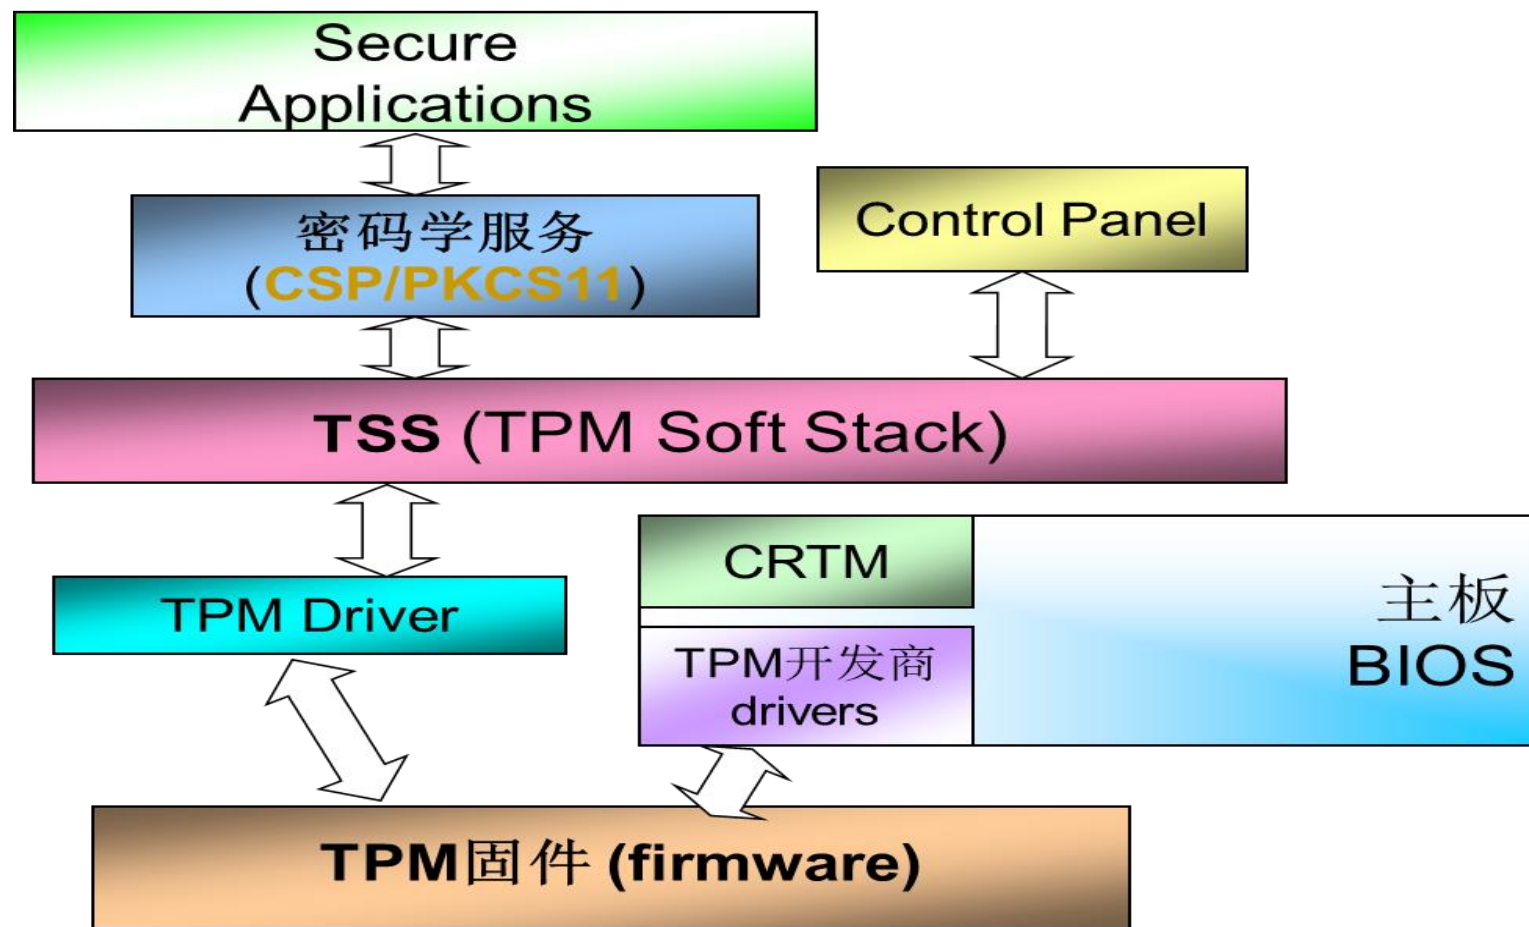 Secure
Applications
密码学服务
(CSP/PKCS11)
Control Panel
TSS (TPM Soft Stack)
TPM Driver
CRTM
TPM开发商
drivers
主板
BIOS
TPM固件 (firmware)